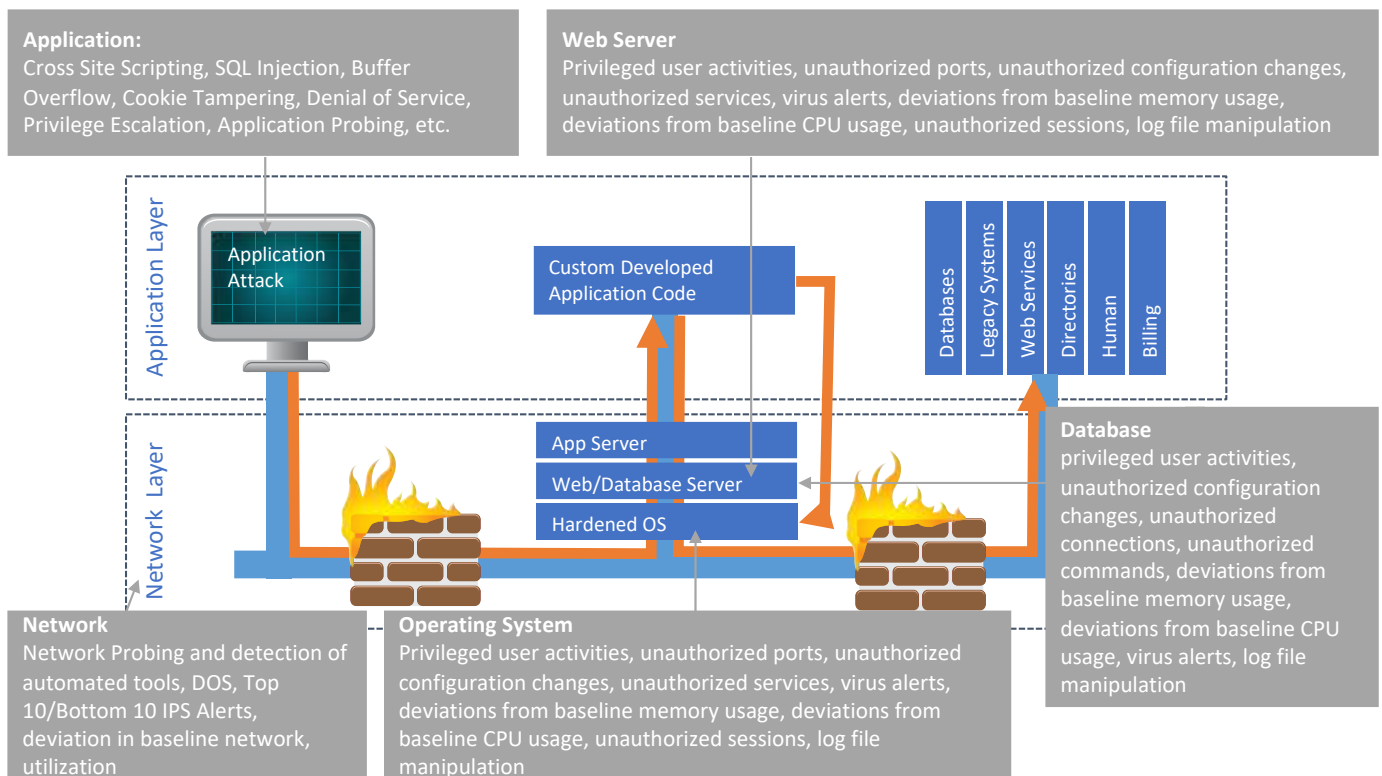 Application:
Cross Site Scripting, SQL Injection, Buffer
Overflow, Cookie Tampering, Denial of Service,
Privilege Escalation, Application Probing, etc.
Web Server
Privileged user activities, unauthorized ports, unauthorized configuration changes,
unauthorized services, virus alerts, deviations from baseline memory usage,
deviations from baseline CPU usage, unauthorized sessions, log file manipulation
Application Layer
Application
Attack
Custom Developed
Application Code
Databases
Legacy Systems
Web Services
Directories
Human
Billing
Network Layer
App Server
Web/Database Server
Hardened OS
Database
privileged user activities,
unauthorized configuration
changes, unauthorized
connections, unauthorized
commands, deviations from
baseline memory usage,
deviations from baseline CPU
usage, virus alerts, log file
manipulation
Network
Network Probing and detection of
automated tools, DOS, Top
10/Bottom 10 IPS Alerts,
deviation in baseline network,
utilization
Operating System
Privileged user activities, unauthorized ports, unauthorized
configuration changes, unauthorized services, virus alerts,
deviations from baseline memory usage, deviations from
baseline CPU usage, unauthorized sessions, log file
manipulation